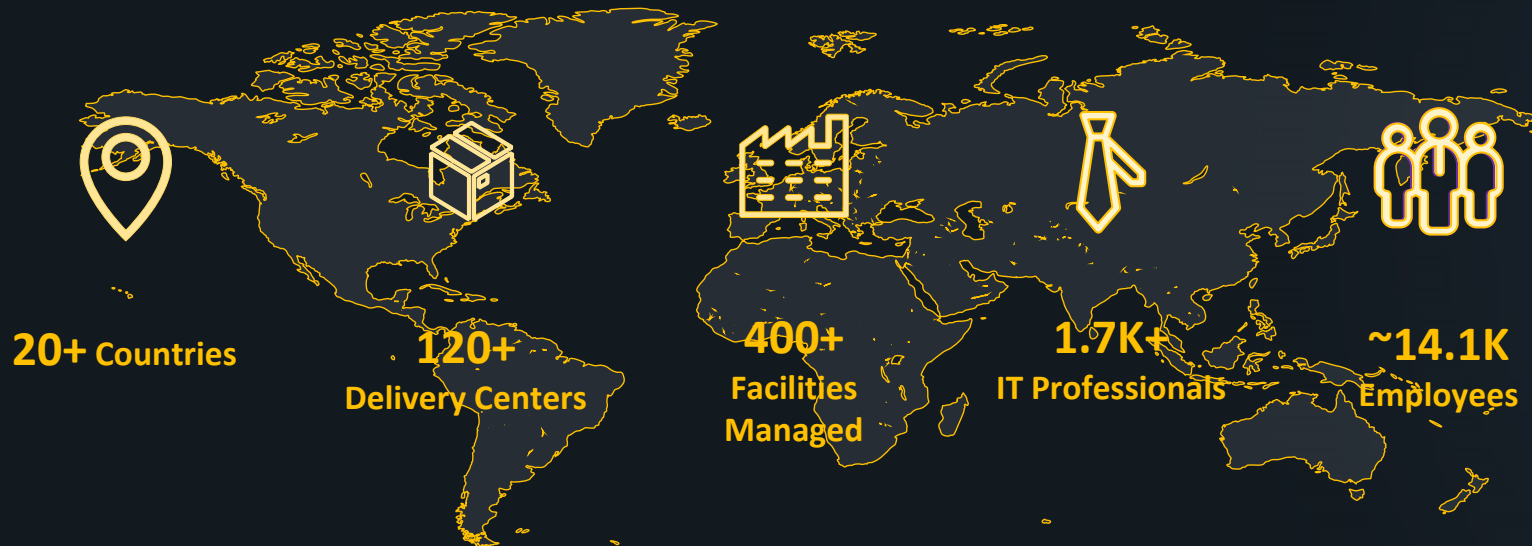 20+ Countries
120+
Delivery Centers
400+
Facilities
Managed
1.7K+
IT Professionals
~14.1K
Employees